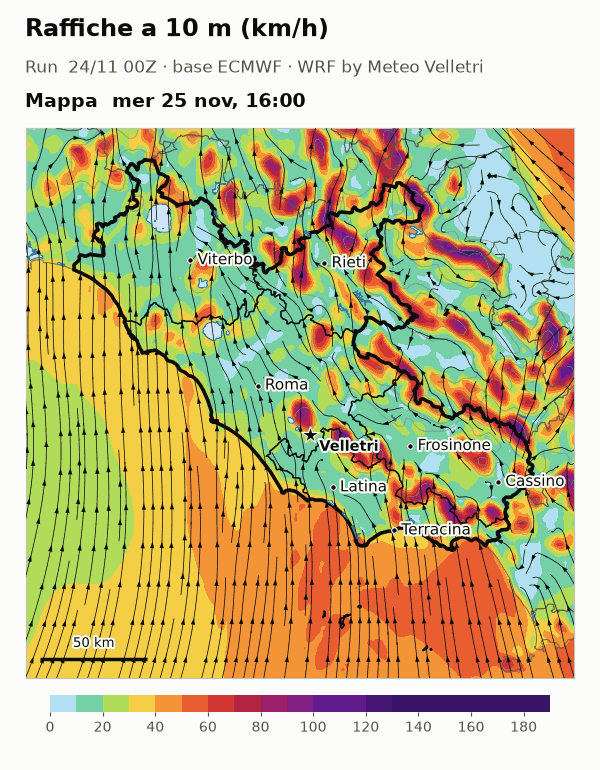 Raffiche a 10 m (km/h)
Run  24/11 00Z · base ECMWF · WRF by Meteo Velletri
Mappa  mer 25 nov, 16:00
Viterbo
Rieti
Roma
Velletri
Frosinone
Latina
Cassino
Terracina
50 km
0 20 40 60 80 100 120 140 160 180